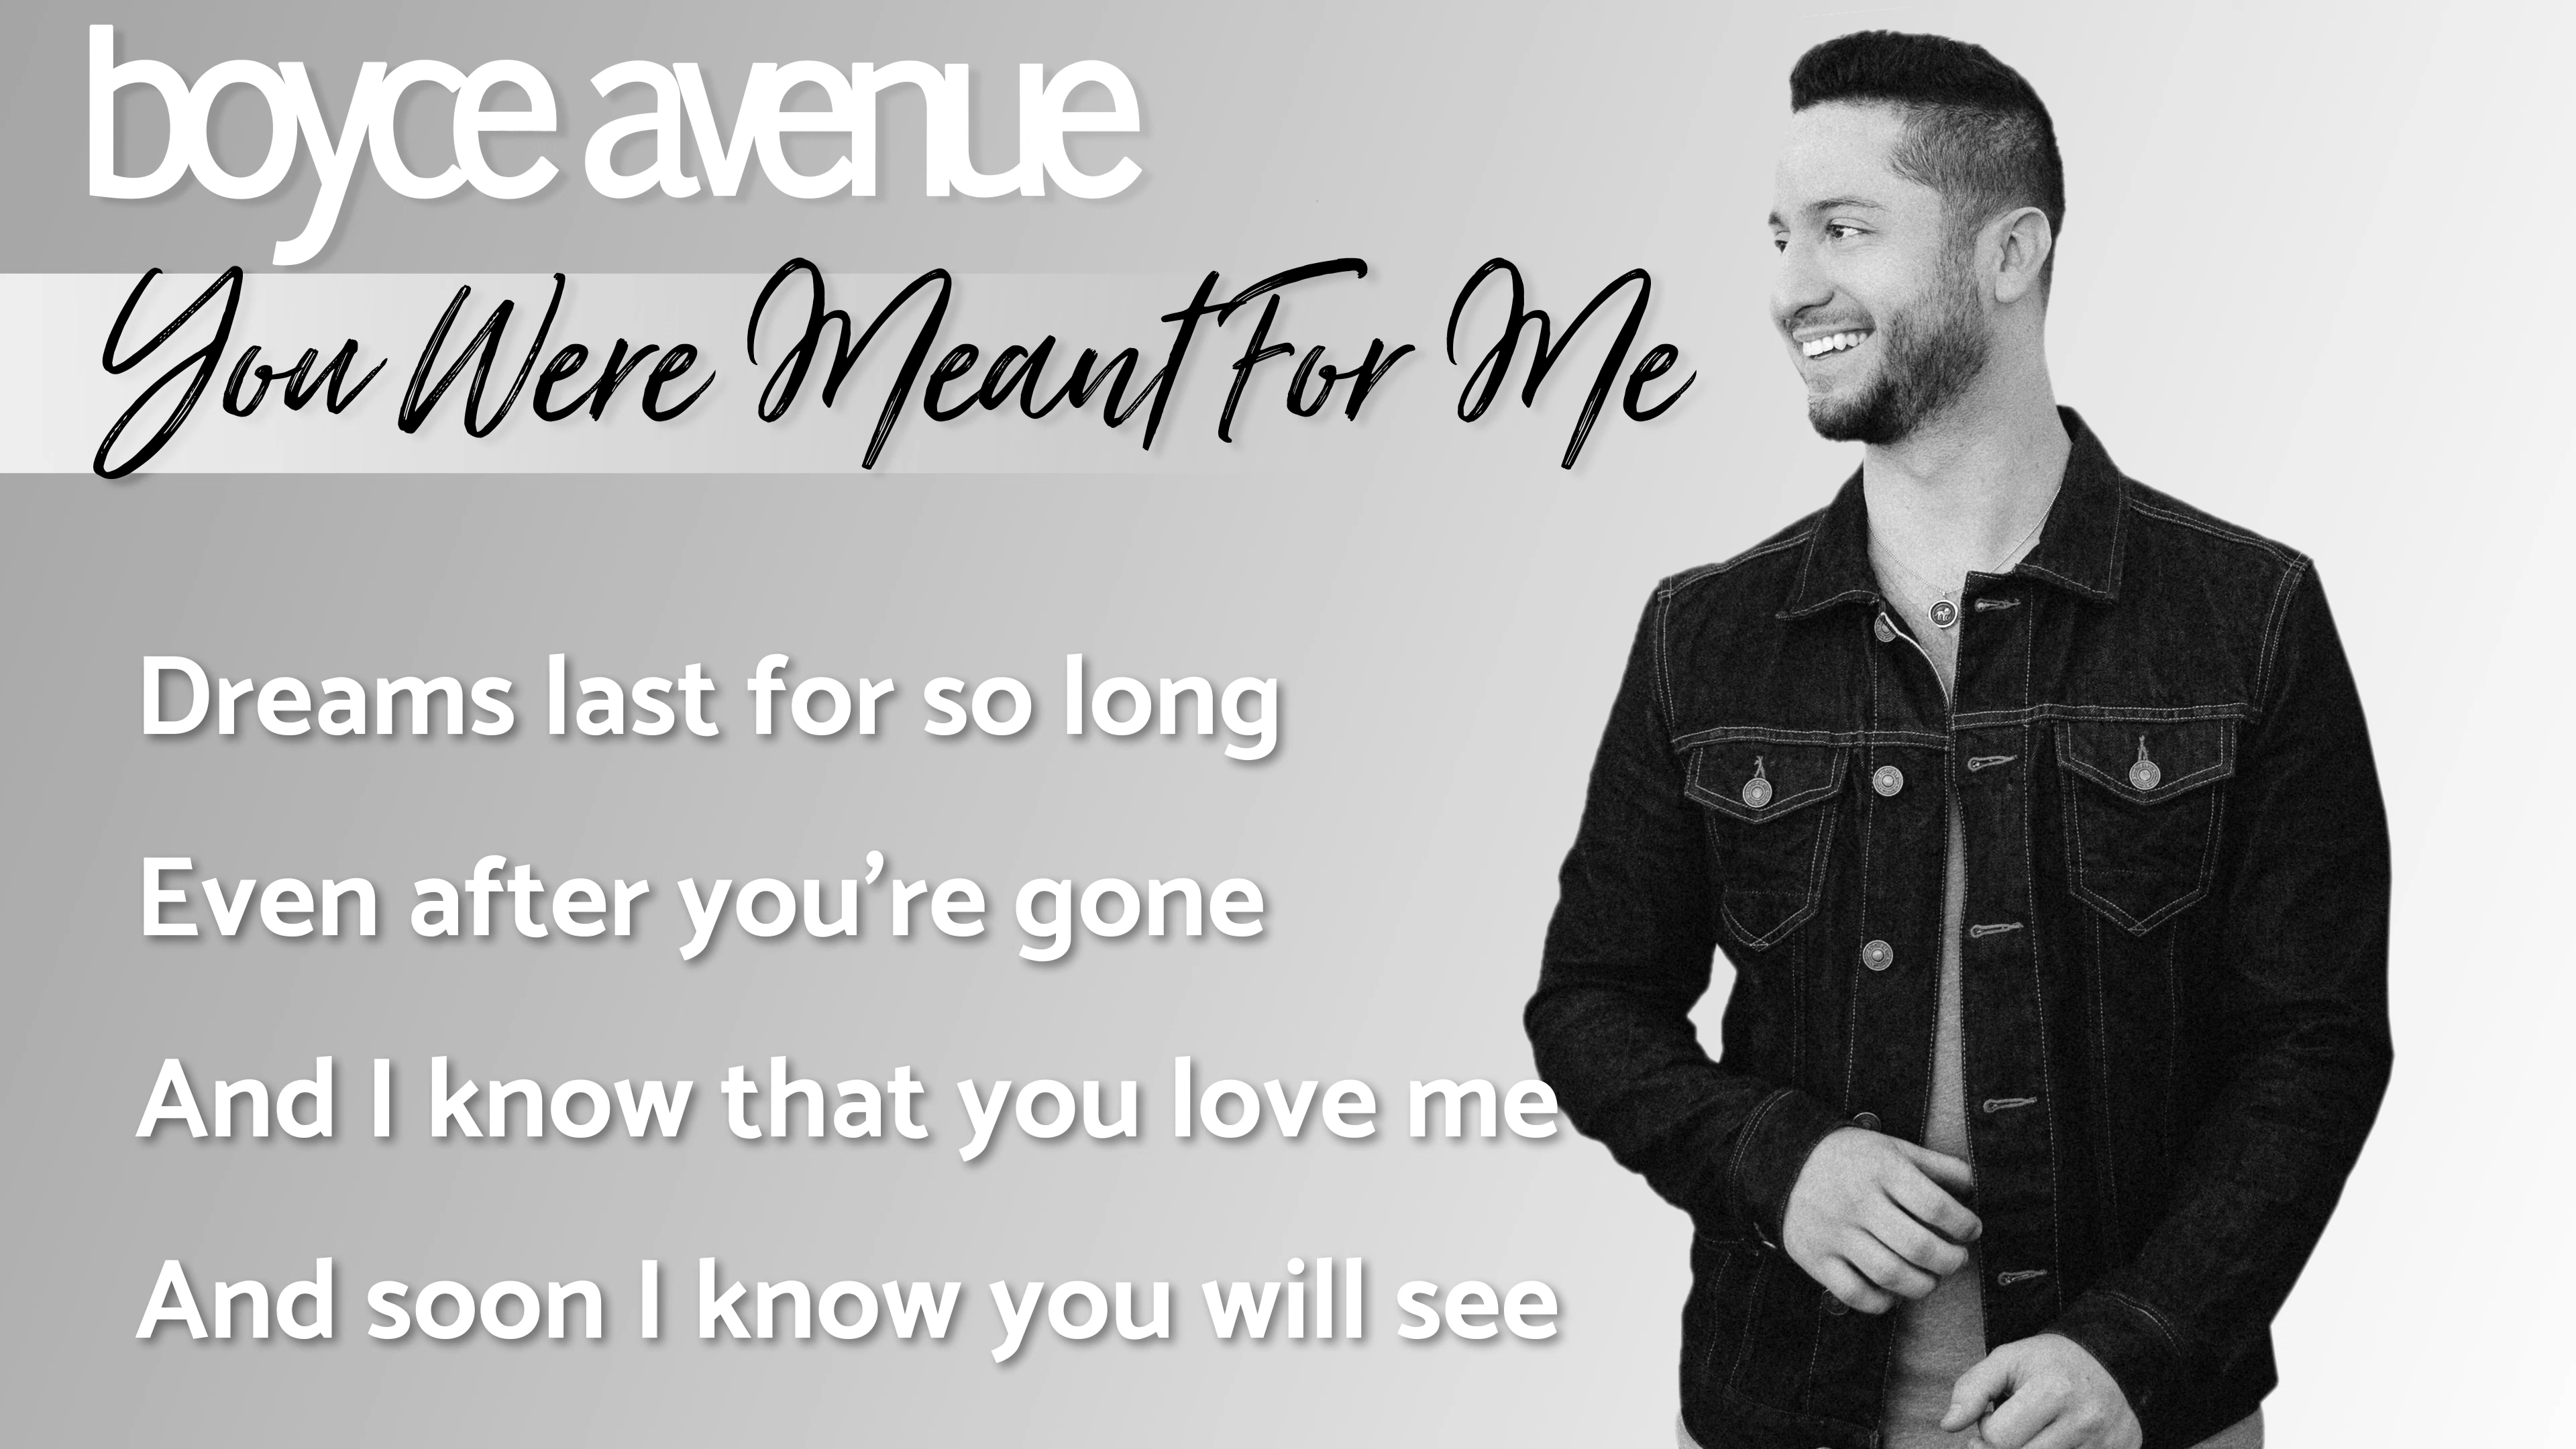 boyce avenue
You Were Meant For Me
Dreams last for so long
Even after you’re gone
And I know that you love me
And soon I know you will see